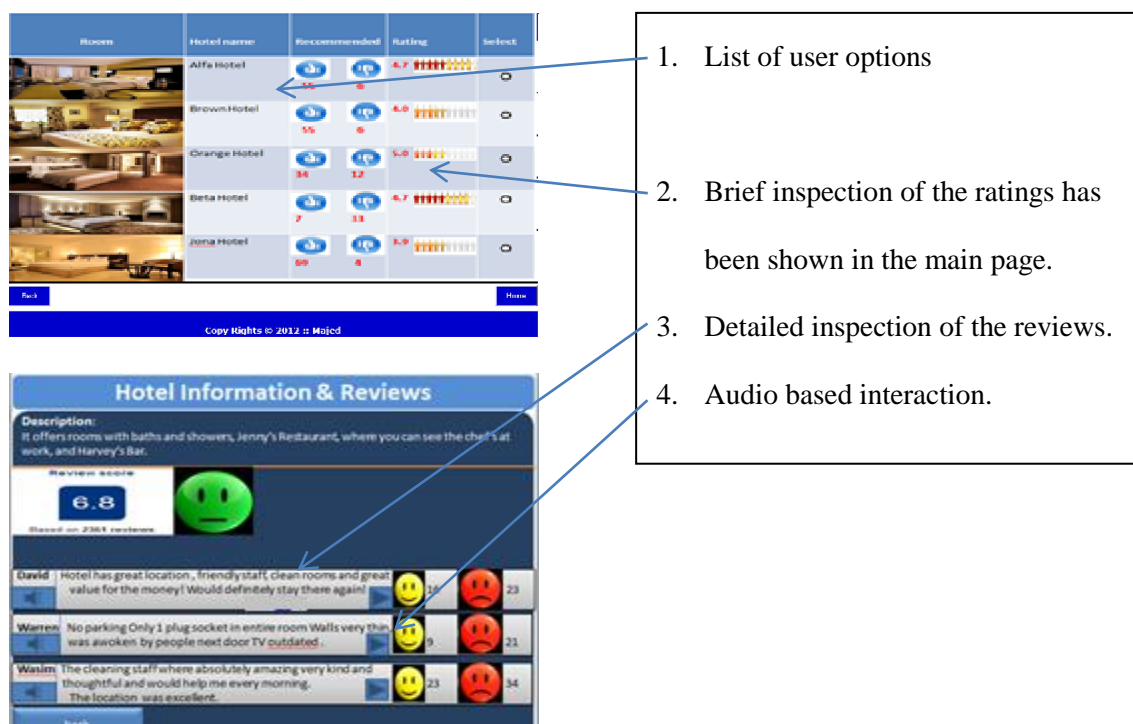 Room Hotel name Recommended Rating Select
Alfa Hotel 4.7
55 6
Brown Hotel
55 6
Orange Hotel 5.0
34 12
Beta Hotel 4.7
7 11
Jona Hotel 3.9
69
Back Home
Copy Rights © 2012 :: Majed
Hotel Information & Reviews
Description:
It offers rooms with baths and showers, Jenny's Restaurant, where you can see the chef's at
work, and Harvey's Bar.
Review score
6.8
Based on 2361 reviews
David Hotel has great location , friendly staff, clean rooms and great
value for the money! Would definitely stay there again! 16 23
Warren No parking Only 1 plug socket in entire room Walls very thin
was awoken by people next door TV outdated . 9 21
Wasim The cleaning staff where absolutely amazing very kind and
thoughtful and would help me every morning. 23 34
The location was excellent.
Back
1. List of user options
2. Brief inspection of the ratings has
been shown in the main page.
3. Detailed inspection of the reviews.
4. Audio based interaction.